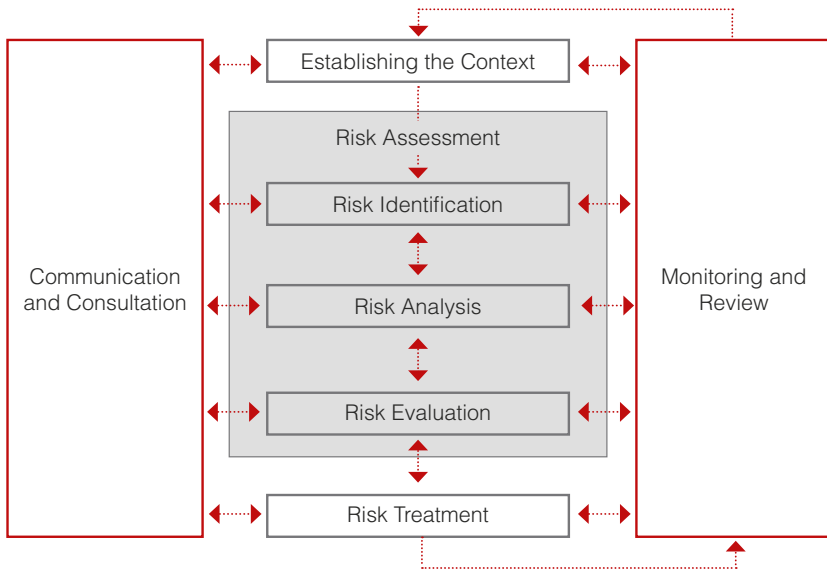 Establishing the Context
Risk Assessment
Risk Identification
Communication
and Consultation
Risk Analysis
Monitoring and
Review
Risk Evaluation
Risk Treatment